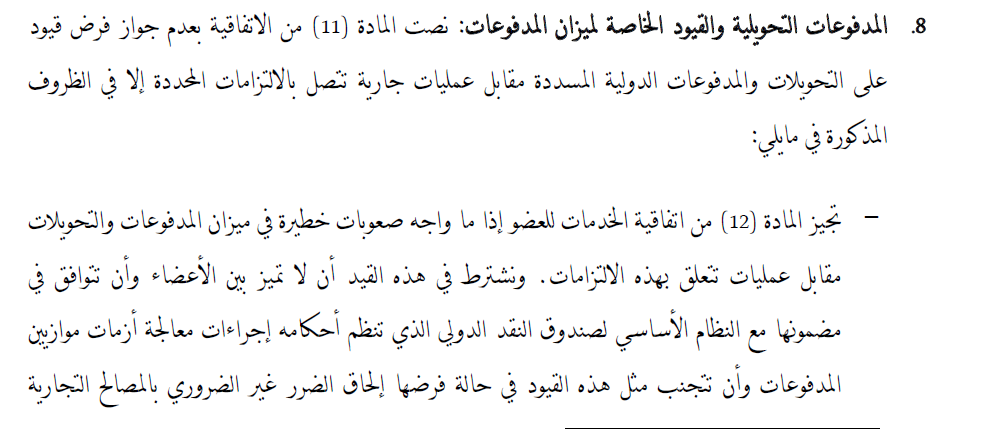 8. المدفوعات التحويلية والقيود الخاصة لميزان المدفوعات: نصت المادة (11) من الاتفاقية بعدم جواز فرض قيود
على التحويلات والمدفوعات الدولية المسددة مقابل عمليات جارية تتصل بالالتزامات المحددة إلا في الظروف
المذكورة في مايلي:
– تجيز المادة (12) من اتفاقية الخدمات للعضو إذا ما واجه صعوبات خطيرة في ميزان المدفوعات والتحويلات
مقابل عمليات تتعلق بهذه الالتزامات. ونشترط في هذه القيد أن لا تميز بين الأعضاء وأن تتوافق في
مضمونها مع النظام الأساسي لصندوق النقد الدولي الذي تنظم أحكامه إجراءات معالجة أزمات موازيين
المدفوعات وأن تتجنب مثل هذه القيود في حالة فرضها إلحاق الضرر غير الضروري بالمصالح التجارية